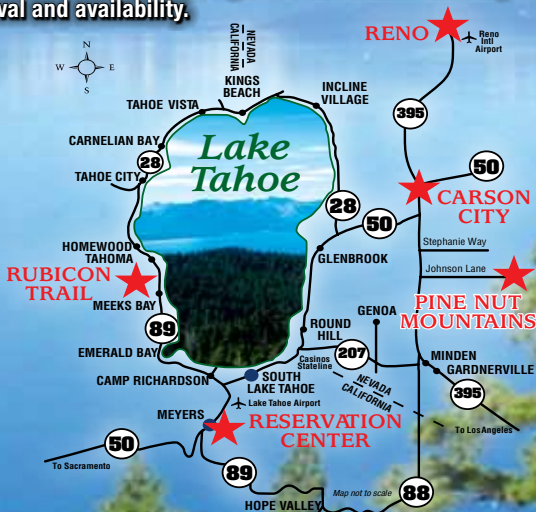 val and availability.
RENO
Reno
Intl
Airport
NEVADA
CALIFORNIA
N
W E
S
KINGS
BEACH
INCLINE
VILLAGE
TAHOE VISTA
395
CARNELIAN BAY
28
Lake
Tahoe
50
TAHOE CITY
CARSON
CITY
28
50
Stephanie Way
HOMEWOOD
TAHOMA
GLENBROOK
Johnson Lane
RUBICON
TRAIL
MEEKS BAY
PINE NUT
MOUNTAINS
GENOA
89
ROUND
HILL
EMERALD BAY
Casinos
Stateline
207
MINDEN
GARDNERVILLE
CAMP RICHARDSON
SOUTH
LAKE TAHOE
NEVADA
CALIFORNIA
395
Lake Tahoe Airport
MEYERS
RESERVATION
CENTER
To Los Angeles
50
To Sacramento
89
Map not to scale
88
HOPE VALLEY